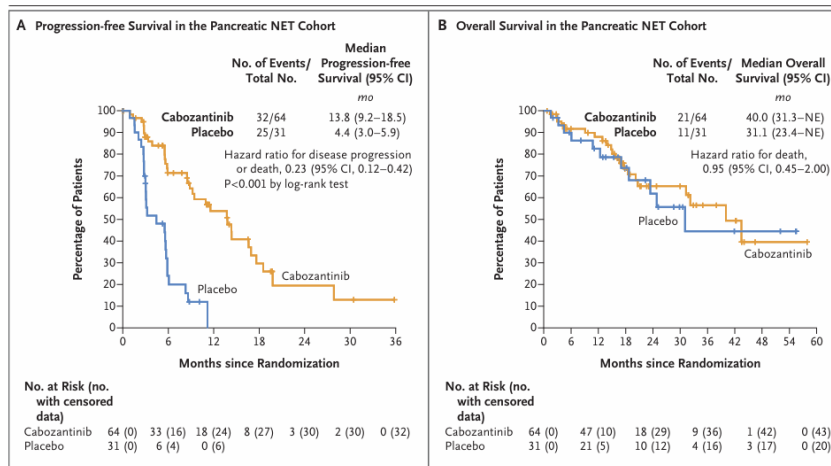 A Progression-free Survival in the Pancreatic NET Cohort
No. of Events/
Total No.
Median
Progression-free
Survival (95% CI)
mo
Cabozantinib 32/64 13.8 (9.2–18.5)
Placebo 25/31 4.4 (3.0–5.9)
Hazard ratio for disease progression
or death, 0.23 (95% CI, 0.12–0.42)
P<0.001 by log-rank test
Percentage of Patients
100
90
80
70
60
50
40
30
20
10
0
Placebo
Cabozantinib
0 6 12 18 24 30 36
Months since Randomization
No. at Risk (no.
with censored
data)
Cabozantinib 64 (0) 33 (16) 18 (24) 8 (27) 3 (30) 2 (30) 0 (32)
Placebo 31 (0) 6 (4) 0 (6)
B Overall Survival in the Pancreatic NET Cohort
No. of Events/
Total No.
Median Overall
Survival (95% CI)
mo
Cabozantinib 21/64 40.0 (31.3–NE)
Placebo 11/31 31.1 (23.4–NE)
Hazard ratio for death,
0.95 (95% CI, 0.45–2.00)
Percentage of Patients
100
90
80
70
60
50
40
30
20
10
0
Placebo
Cabozantinib
0 6 12 18 24 30 36 42 48 54 60
Months since Randomization
No. at Risk (no.
with censored
data)
Cabozantinib 64 (0) 47 (10) 18 (29) 9 (36) 1 (42) 0 (43)
Placebo 31 (0) 21 (5) 10 (12) 4 (16) 3 (17) 0 (20)